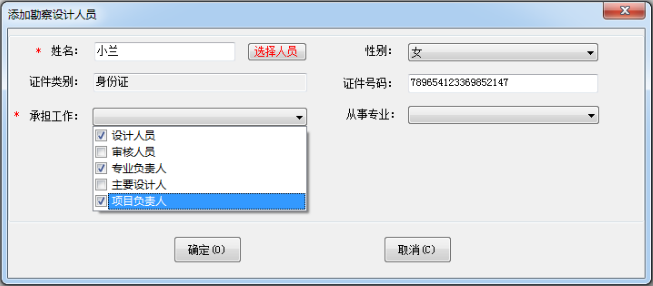 添加勘察设计人员
* 姓名： 小兰 选择人员 性别： 女
证件类别： 身份证 证件号码： 789654123369852147
* 承担工作： 从事专业：
设计人员
审核人员
专业负责人
主要设计人
项目负责人
确定(O) 取消(C)